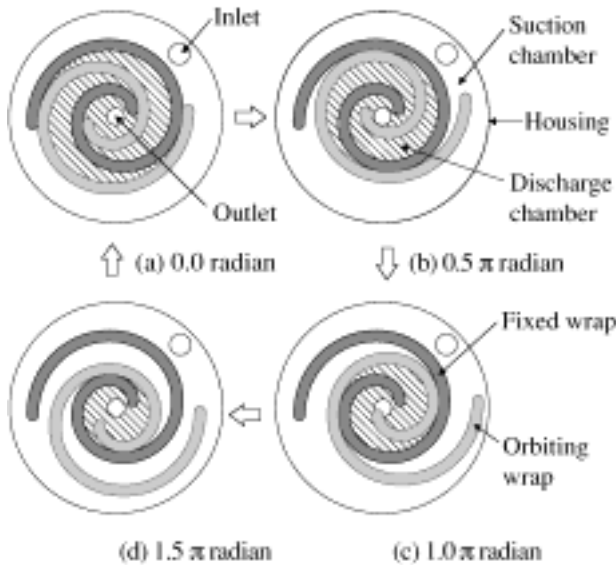 Inlet
Suction
chamber
Housing
Outlet
Discharge
chamber
(a) 0.0 radian
(b) 0.5 π radian
Fixed wrap
Orbiting
wrap
(d) 1.5 π radian
(c) 1.0 π radian